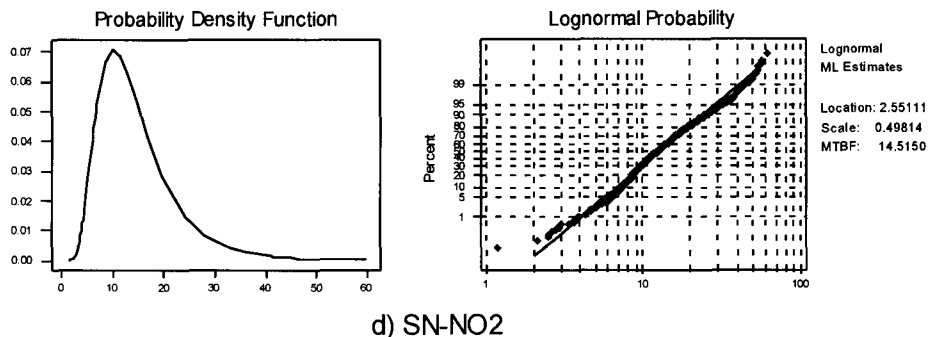 Probability Density Function
0.07
0.06
0.05
0.04
0.03
0.02
0.01
0.00
0 10 20 30 40 50 60
Lognormal Probability
Percent
99
95
90
80
70
60
50
40
30
20
10
5
1
1 10 100
Lognormal
ML Estimates
Location: 2.55111
Scale: 0.49814
MTBF: 14.5150
d) SN-NO2